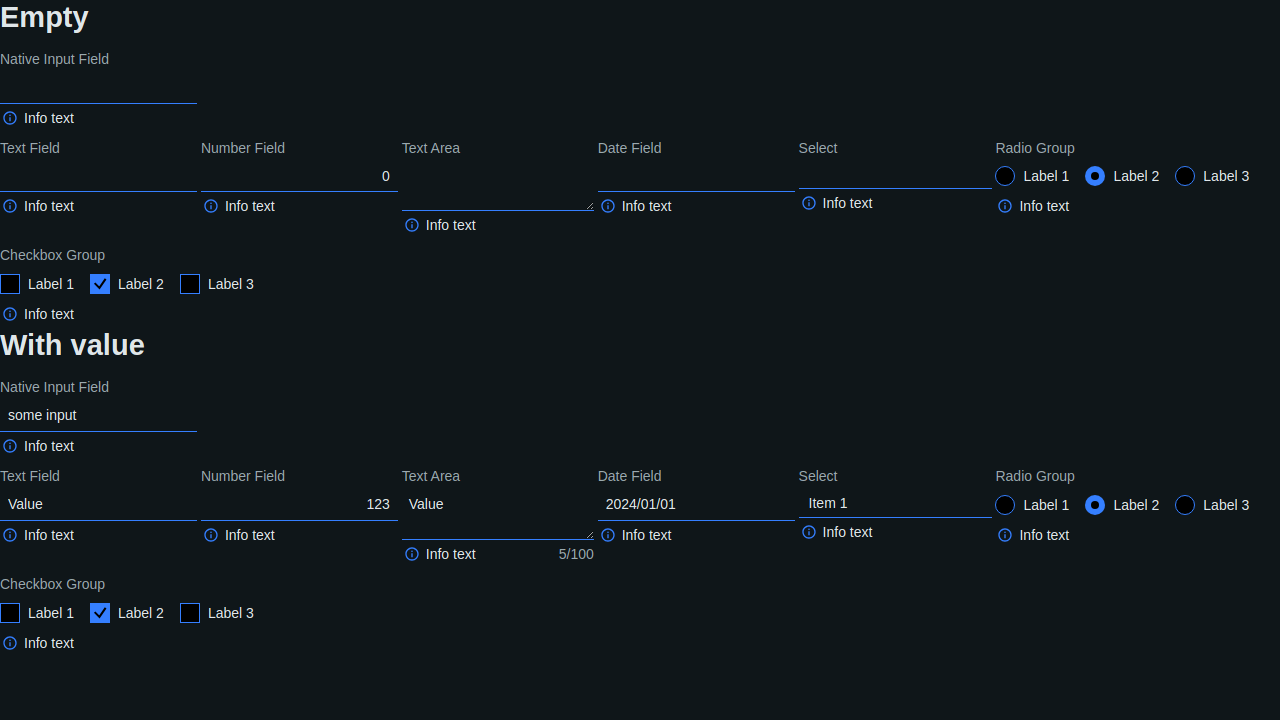 Empty
Native Input Field
Info text
Text Field Number Field Text Area Date Field Select Radio Group
0 Label 1 Label 2 Label 3
Info text Info text Info text Info text Info text Info text
Checkbox Group
Label 1 Label 2 Label 3
Info text
With value
Native Input Field
some input
Info text
Text Field Number Field Text Area Date Field Select Radio Group
Value 123 Value 2024/01/01 Item 1 Label 1 Label 2 Label 3
Info text Info text Info text 5/100 Info text Info text Info text
Checkbox Group
Label 1 Label 2 Label 3
Info text